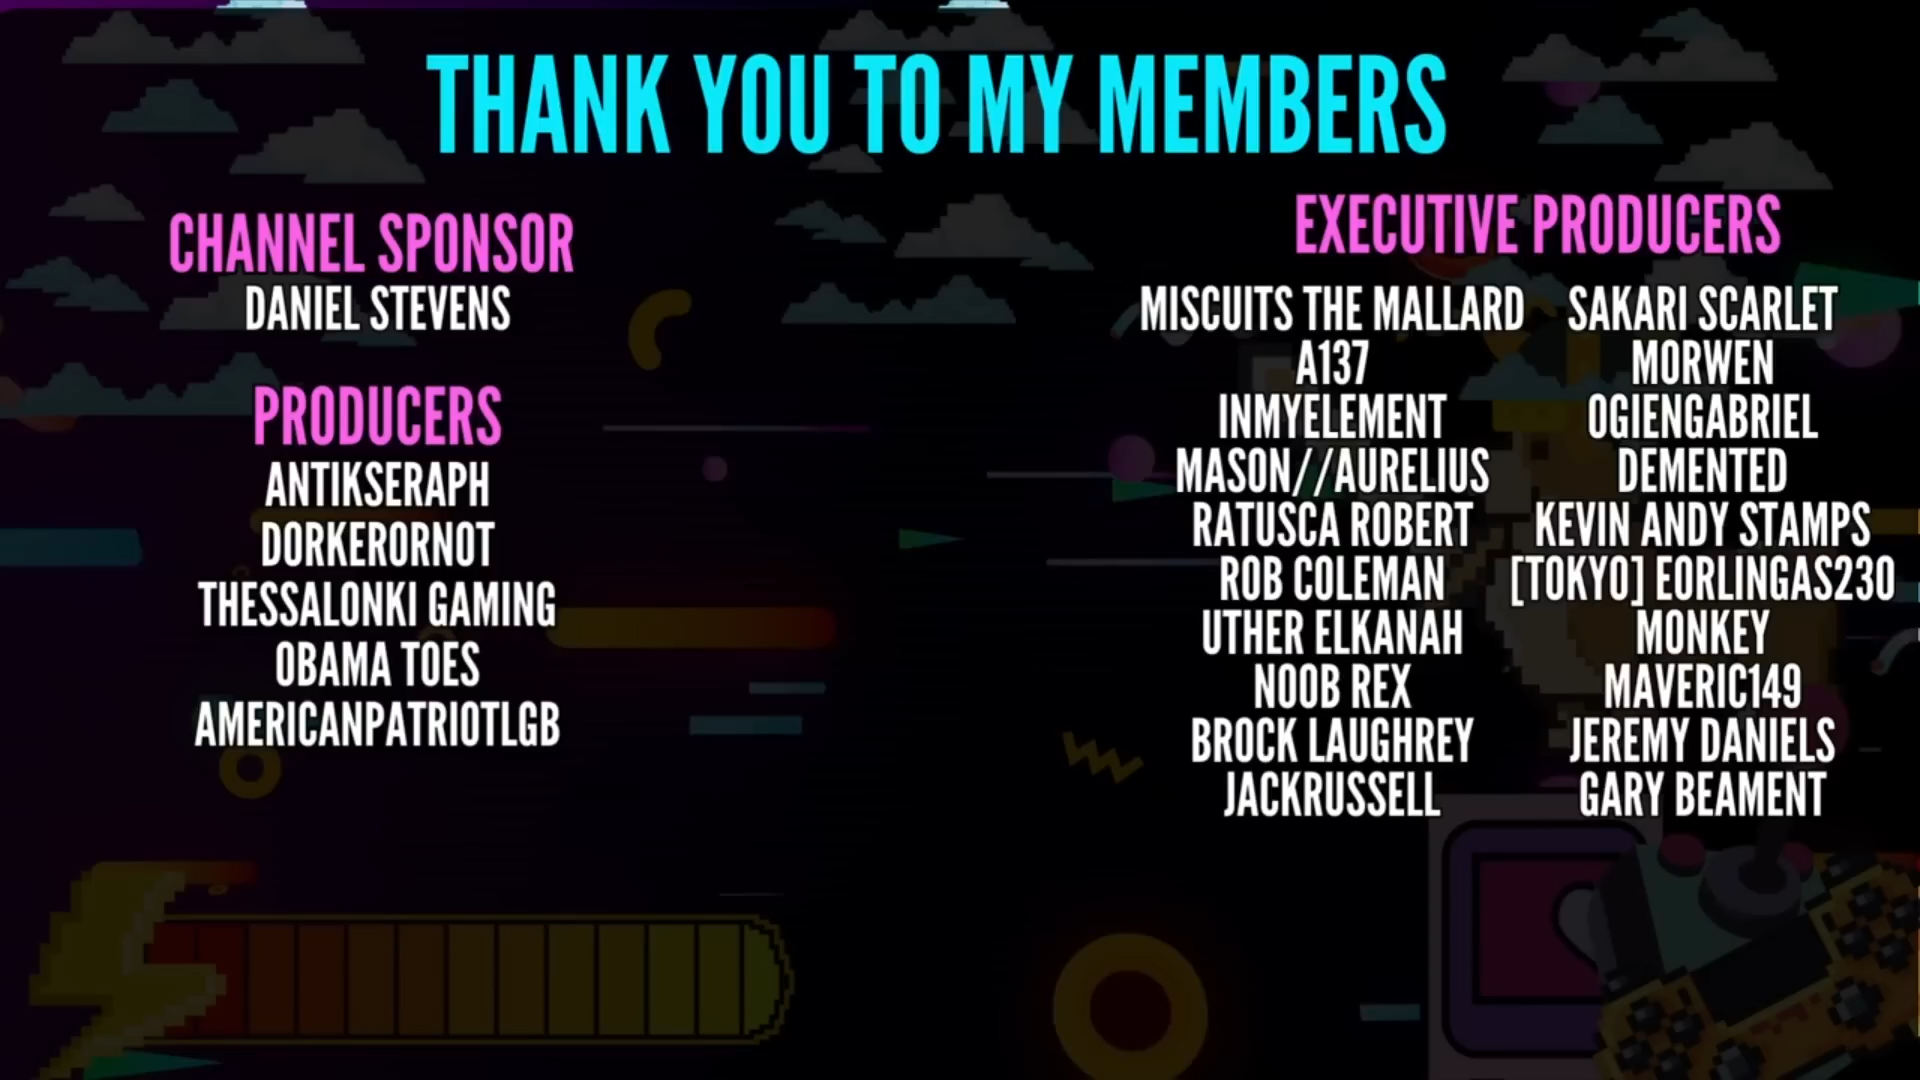 THANK YOU TO MY MEMBERS
CHANNEL SPONSOR
DANIEL STEVENS
PRODUCERS
ANTIKSERAPH
DORKERORNOT
THESSALONKI GAMING
OBAMA TOES
AMERICANPATRIOTLGB
EXECUTIVE PRODUCERS
MISCUITS THE MALLARD
A137
INMYELEMENT
MASON//AURELIUS
RATUSCA ROBERT
ROB COLEMAN
UTHER ELKANAH
NOOB REX
BROCK LAUGHREY
JACKRUSSELL
SAKARI SCARLET
MORWEN
OGIENGABRIEL
DEMENTED
KEVIN ANDY STAMPS
[TOKYO] EORLINGAS230
MONKEY
MAVERIC149
JEREMY DANIELS
GARY BEAMENT